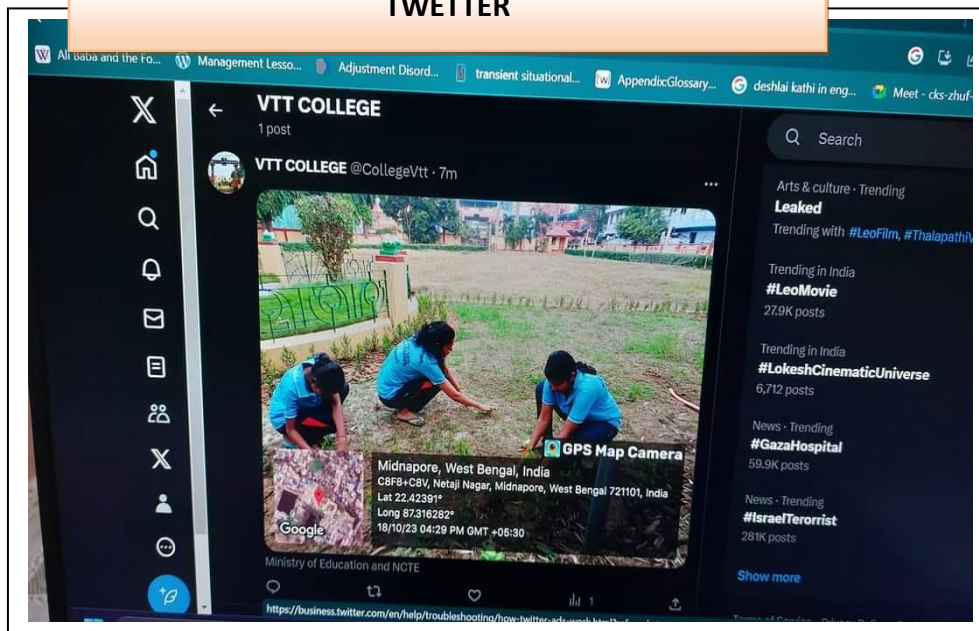 TWETTER
Ali Baba and the Fo...
Management Lesso...
Adjustment Disord...
transient situational...
Appendix:Glossary...
deshlai kathi in eng...
Meet - cks-zhuf-
VTT COLLEGE
1 post
VTT COLLEGE @CollegeVtt · 7m
GPS Map Camera
Midnapore, West Bengal, India
C8F8+C8V, Netaji Nagar, Midnapore, West Bengal 721101, India
Lat 22.42391°
Long 87.316282°
18/10/23 04:29 PM GMT +05:30
Google
Ministry of Education and NCTE
1
https://business.twitter.com/en/help/troubleshooting/how-twitter-ads-work.html?
Search
Arts & culture · Trending
Leaked
Trending with #LeoFilm, #Thalapathi
Trending in India
#LeoMovie
27.9K posts
Trending in India
#LokeshCinematicUniverse
6,712 posts
News · Trending
#GazaHospital
59.9K posts
News · Trending
#IsraelTerorrist
281K posts
Show more
Terms of Service